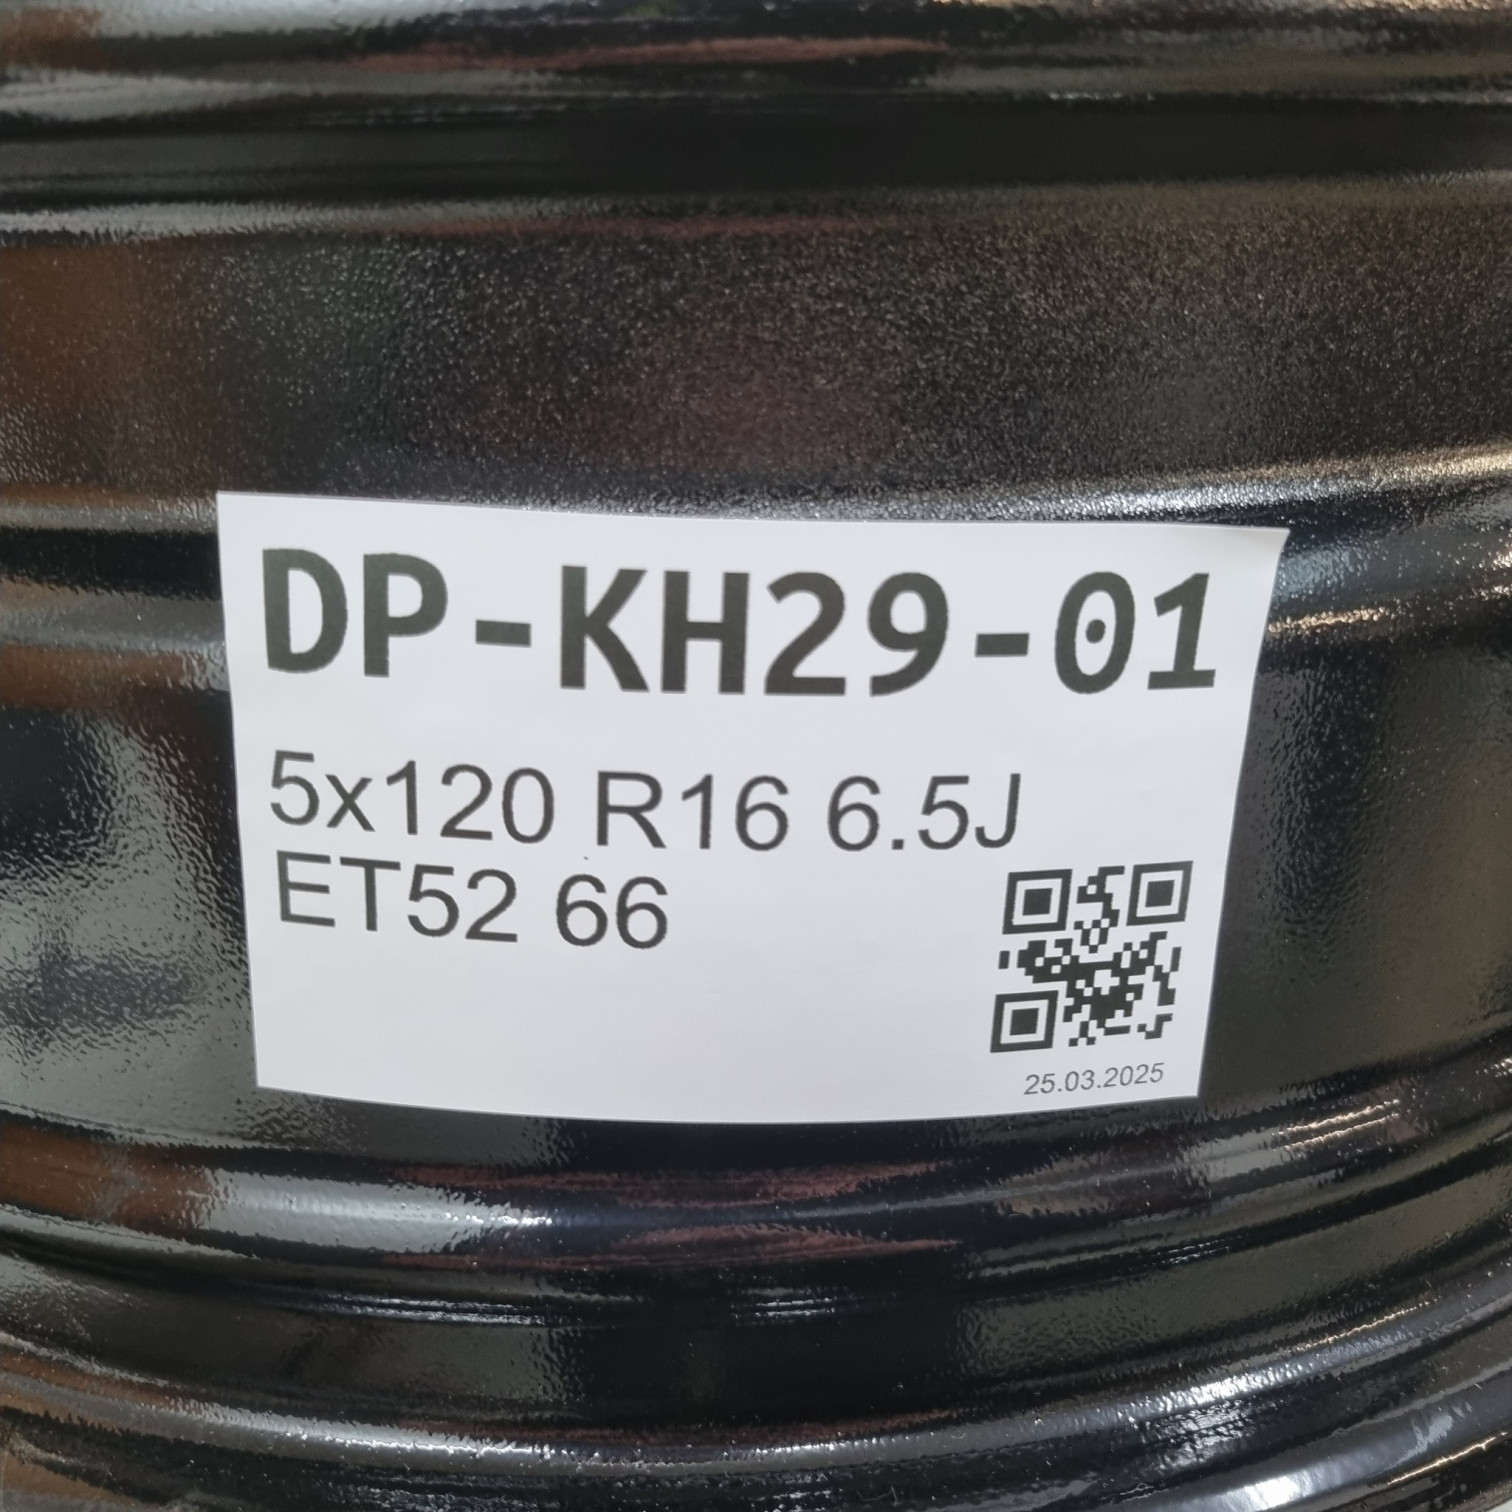 DP-KH29-01
5x120 R16 6.5J
ET52 66
25.03.2025